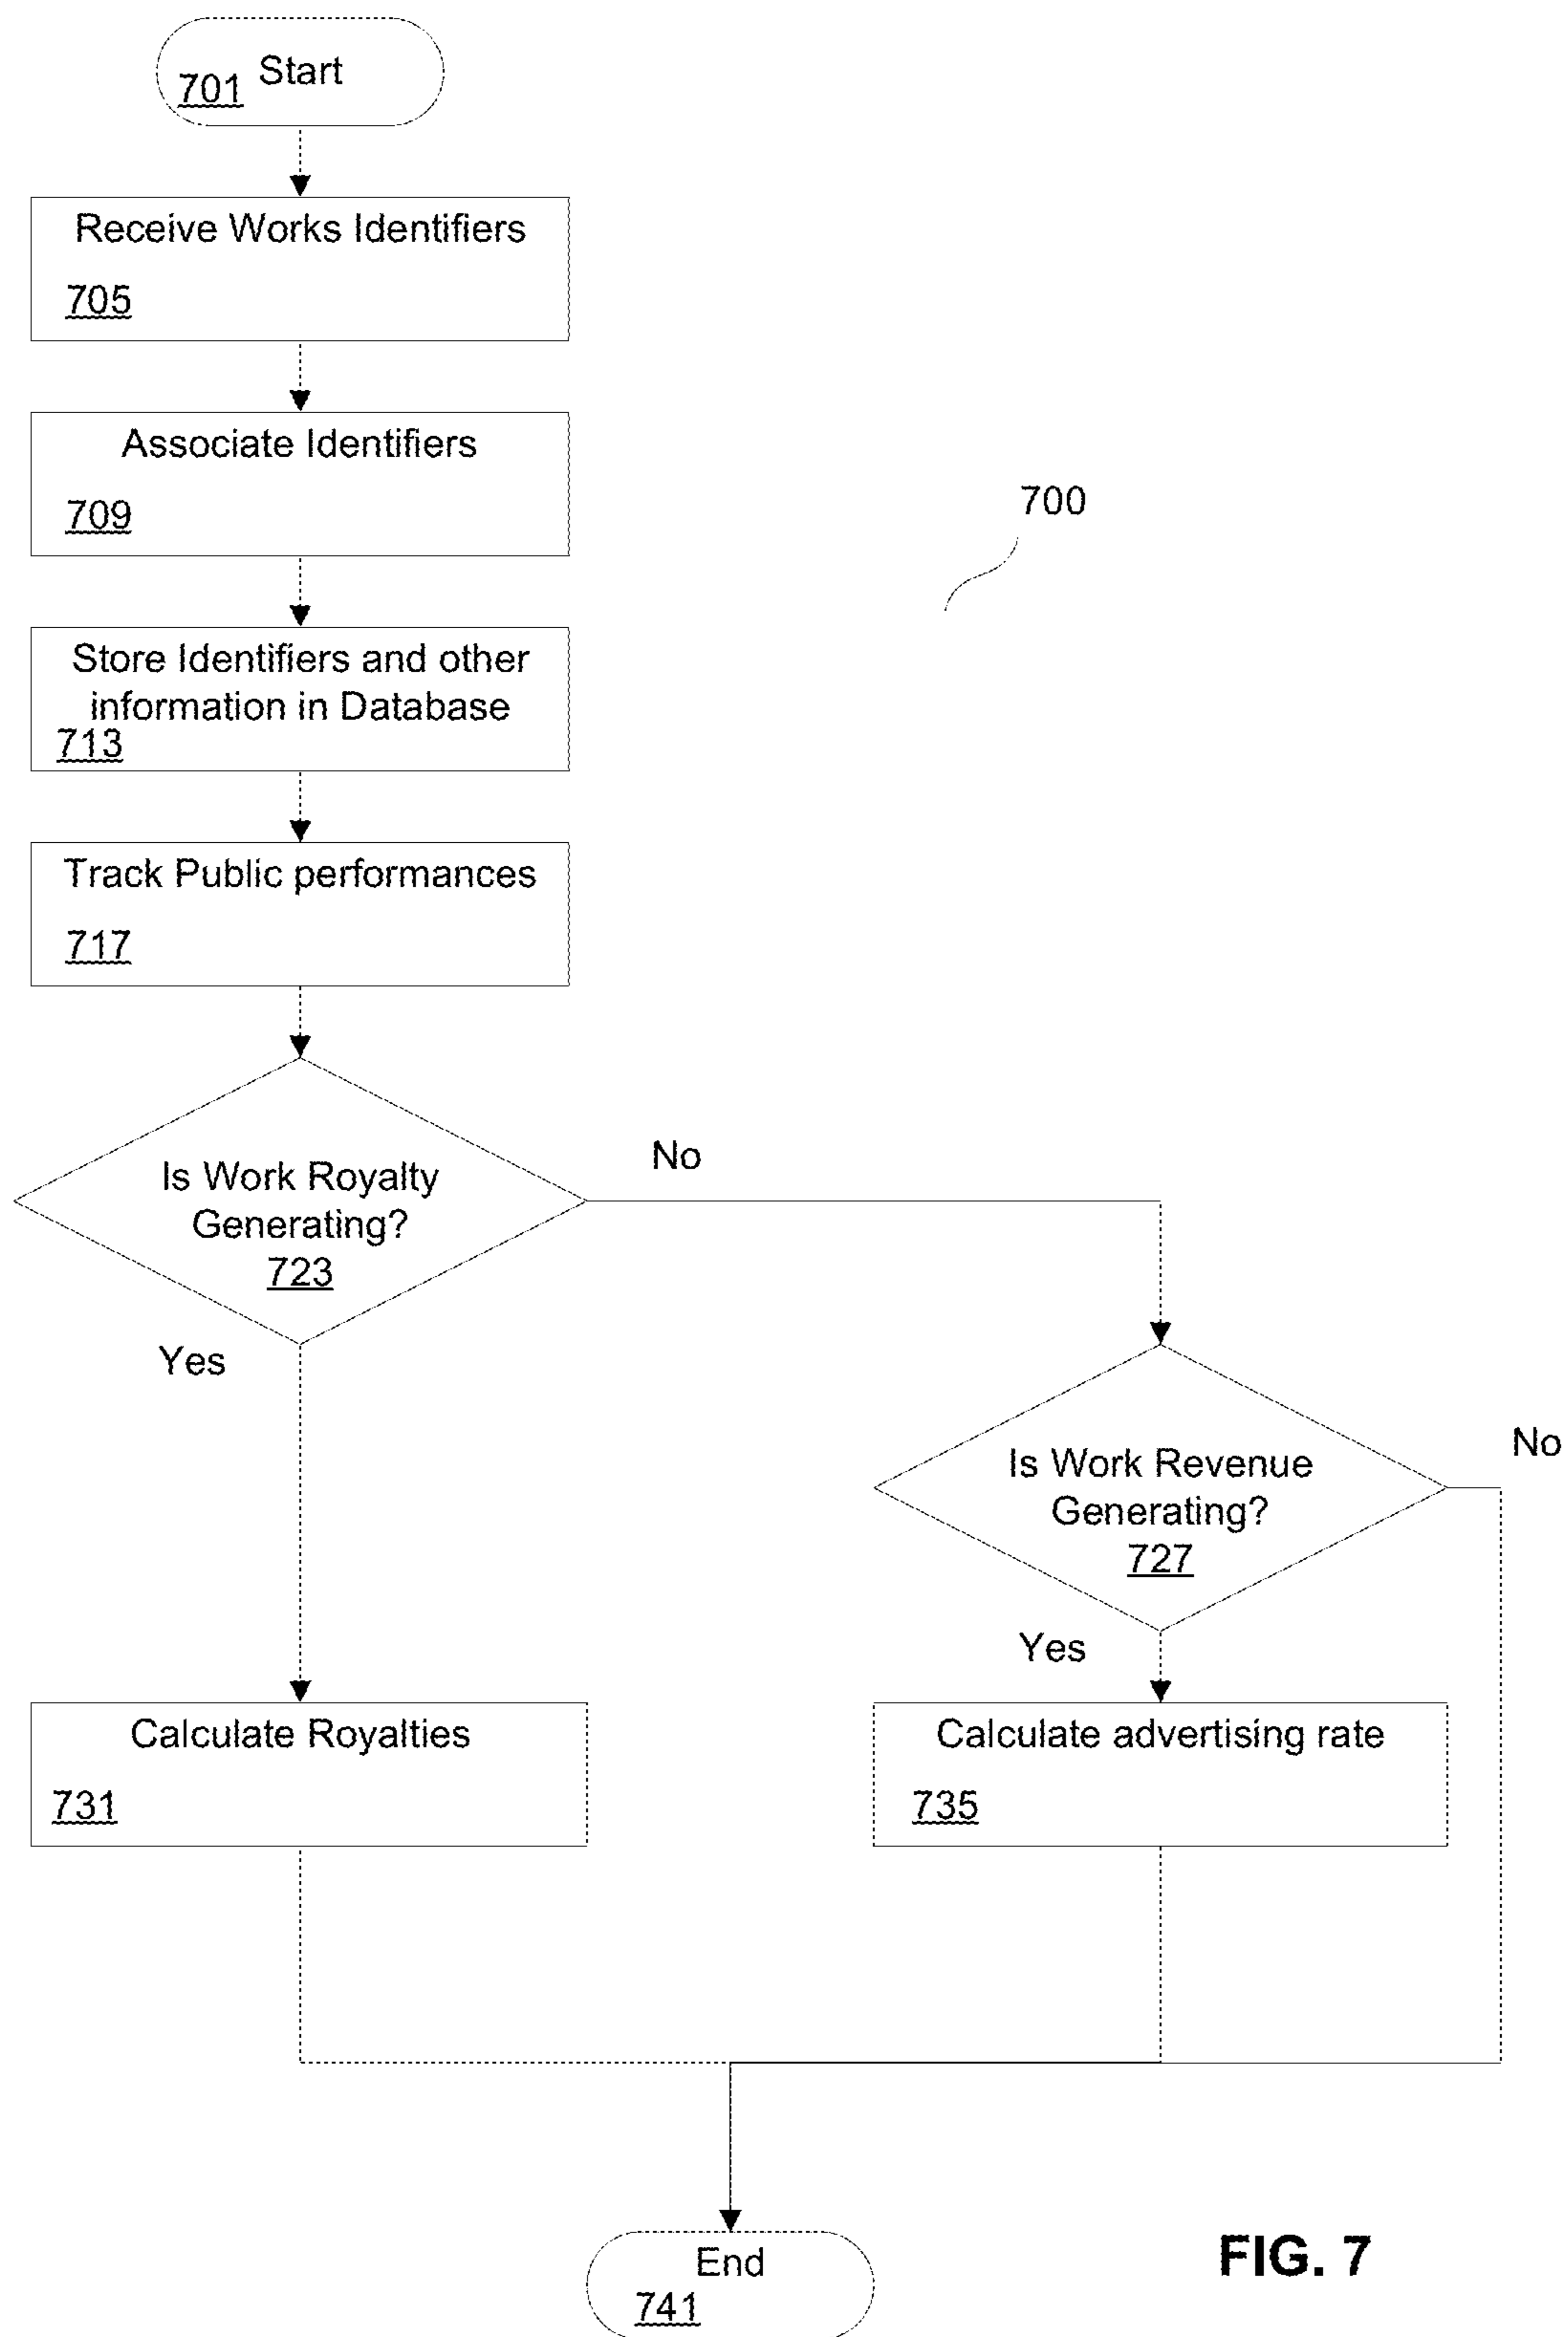 Start
701
Receive Works Identifiers
705
Associate Identifiers
709
700
Store Identifiers and other
information in Database
713
Track Public performances
717
Is Work Royalty
Generating?
723
No
Yes
Is Work Revenue
Generating?
727
No
Yes
Calculate Royalties
731
Calculate advertising rate
735
End
741
FIG. 7